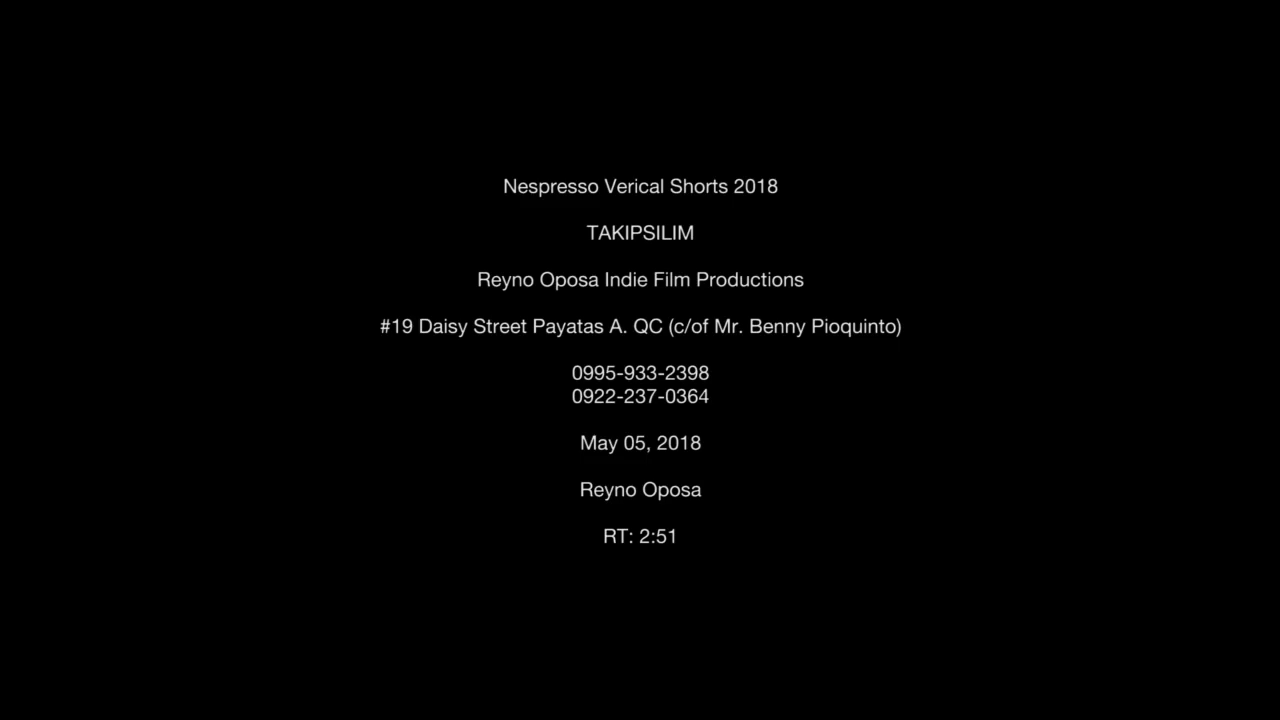 Nespresso Verical Shorts 2018
TAKIPSILIM
Reyno Oposa Indie Film Productions
#19 Daisy Street Payatas A. QC (c/of Mr. Benny Pioquinto)
0995-933-2398
0922-237-0364
May 05, 2018
Reyno Oposa
RT: 2:51